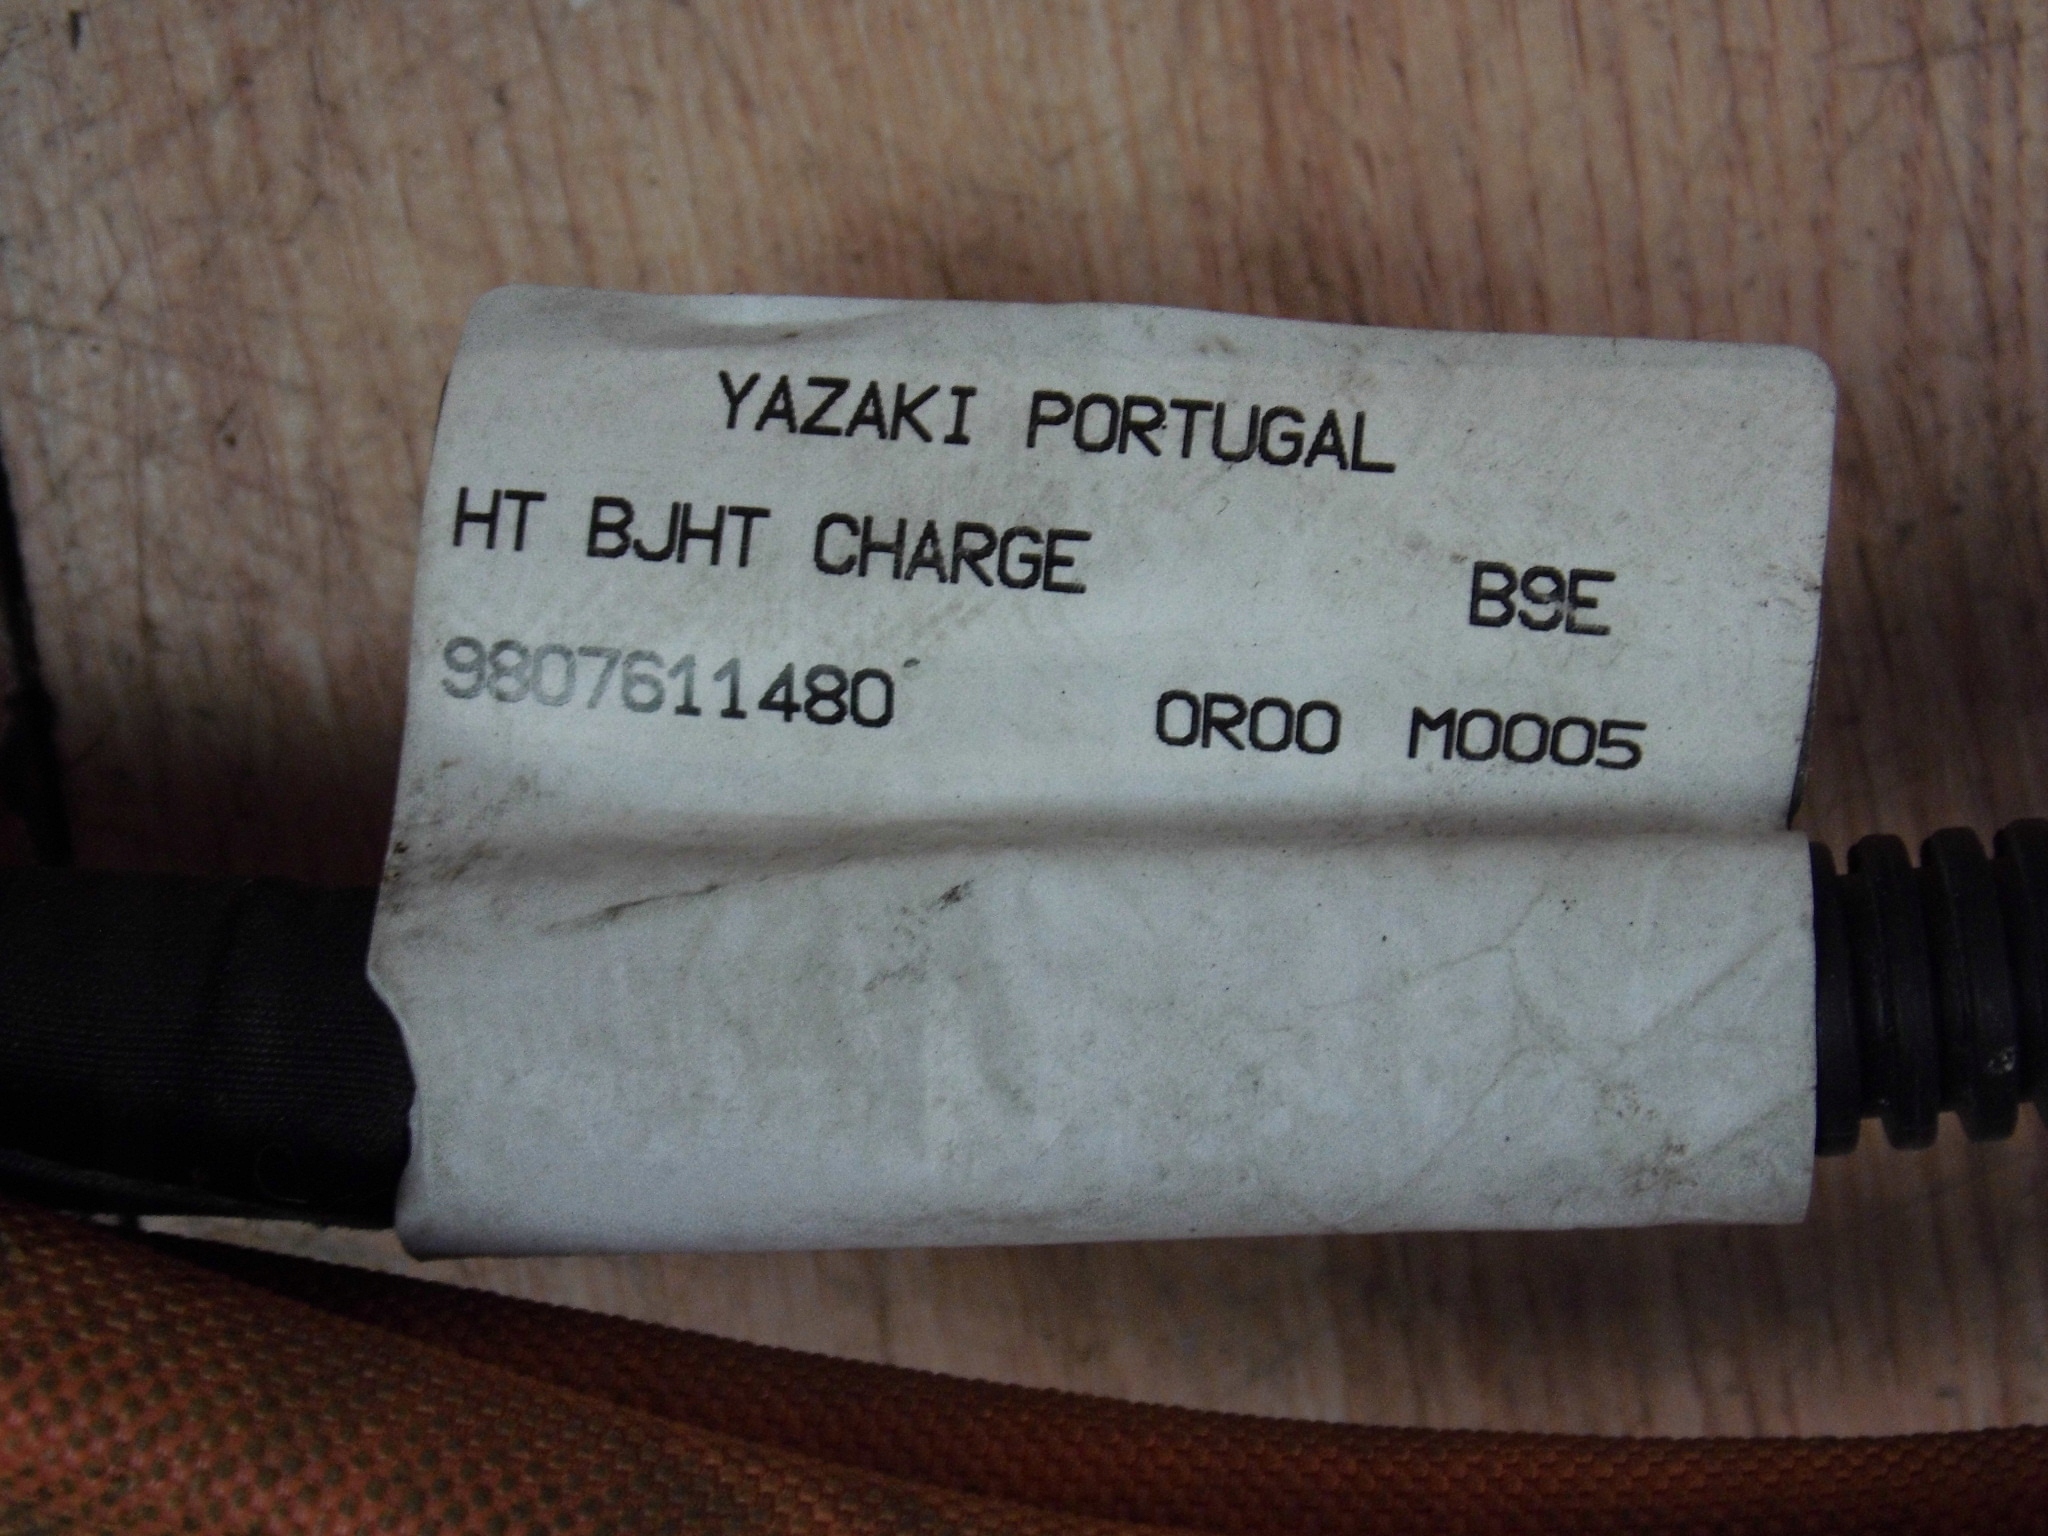 YAZAKI PORTUGAL
HT BJHT CHARGE B9E
9807611480 0R00 M0005